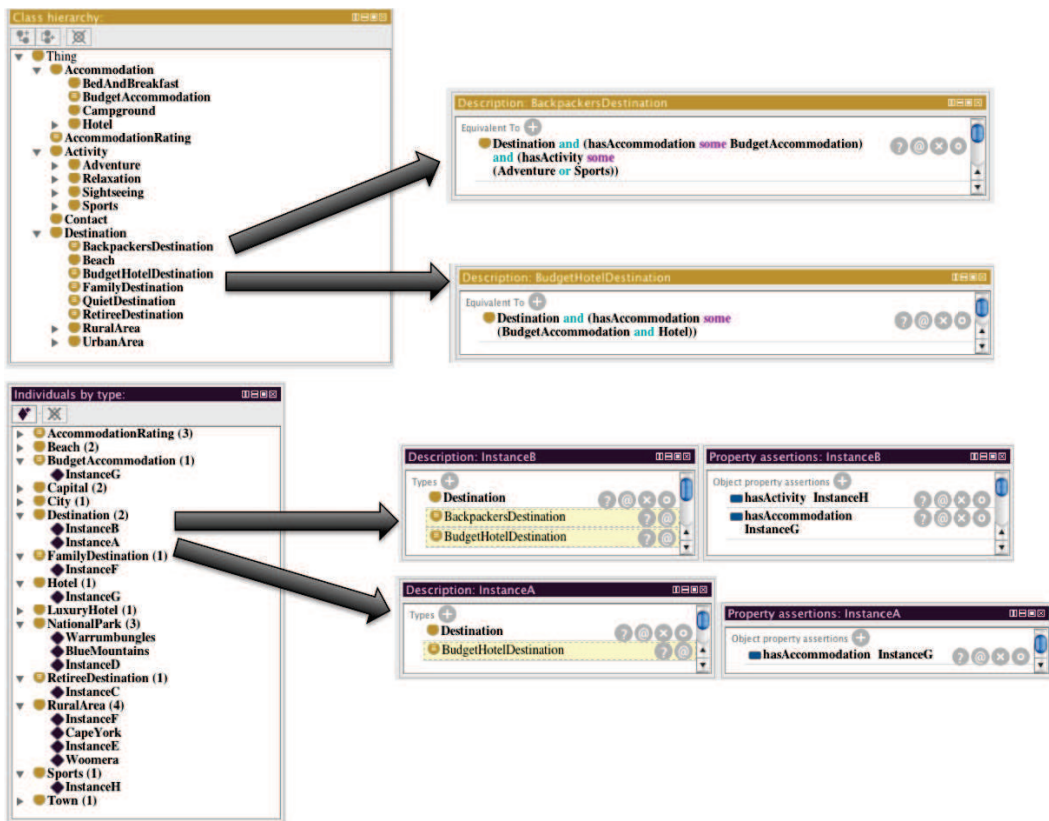 Class hierarchy:
Thing
Accommodation
BedAndBreakfast
BudgetAccommodation
Campground
Hotel
AccommodationRating
Activity
Adventure
Relaxation
Sightseeing
Sports
Contact
Destination
BackpackersDestination
Beach
BudgetHotelDestination
FamilyDestination
QuietDestination
RetireeDestination
RuralArea
UrbanArea
Description: BackpackersDestination
Equivalent To
Destination and (hasAccommodation some BudgetAccommodation)
and (hasActivity some
(Adventure or Sports))
Description: BudgetHotelDestination
Equivalent To
Destination and (hasAccommodation some
(BudgetAccommodation and Hotel))
Individuals by type:
AccommodationRating (3)
Beach (2)
BudgetAccommodation (1)
InstanceG
Capital (2)
City (1)
Destination (2)
InstanceB
InstanceA
FamilyDestination (1)
InstanceF
Hotel (1)
InstanceG
LuxuryHotel (1)
NationalPark (3)
Warrumbungles
BlueMountains
InstanceD
RetireeDestination (1)
InstanceC
RuralArea (4)
InstanceF
CapeYork
InstanceE
Woomera
Sports (1)
InstanceH
Town (1)
Description: InstanceB
Types
Destination
BackpackersDestination
BudgetHotelDestination
Property assertions: InstanceB
Object property assertions
hasActivity InstanceH
hasAccommodation
InstanceG
Description: InstanceA
Types
Destination
BudgetHotelDestination
Property assertions: InstanceA
Object property assertions
hasAccommodation InstanceG